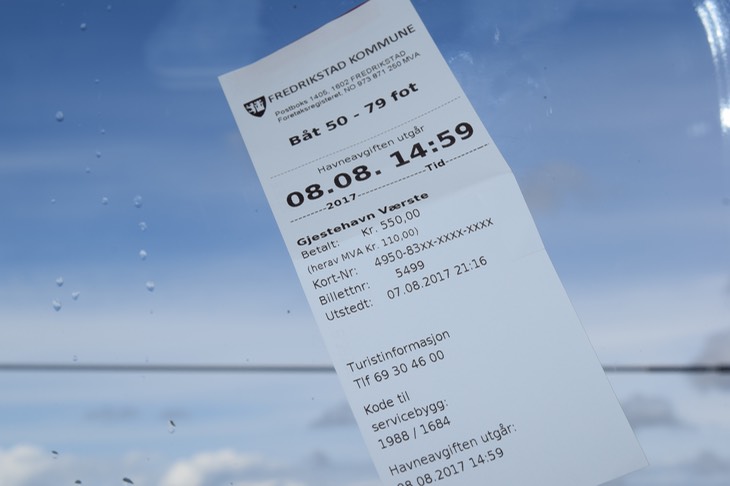 FREDRIKSTAD KOMMUNE
Postboks 1405, 1602 FREDRIKSTAD
Foretaksregisteret. NO 973 871 250 MVA
Båt 50 - 79 fot
Havneavgiften utgår
08.08. 14:59
--------2017-------------------Tid-----------
Gjestehavn Værste
Betalt: Kr. 550,00
(herav MVA Kr. 110,00)
Kort-Nr: 4950-83xx-xxxx-xxxx
Billettnr: 5499
Utstedt: 07.08.2017 21:16
Turistinformasjon
Tlf 69 30 46 00
Kode til
servicebygg:
1988 / 1684
Havneavgiften utgår:
08.08.2017 14:59